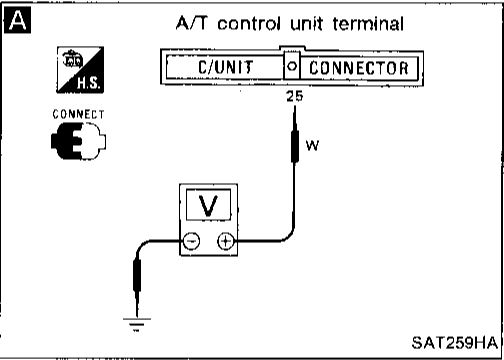 A
A/T control unit terminal
C/UNIT CONNECTOR
H.S.
25
CONNECT
W
V
− +
SAT259HA